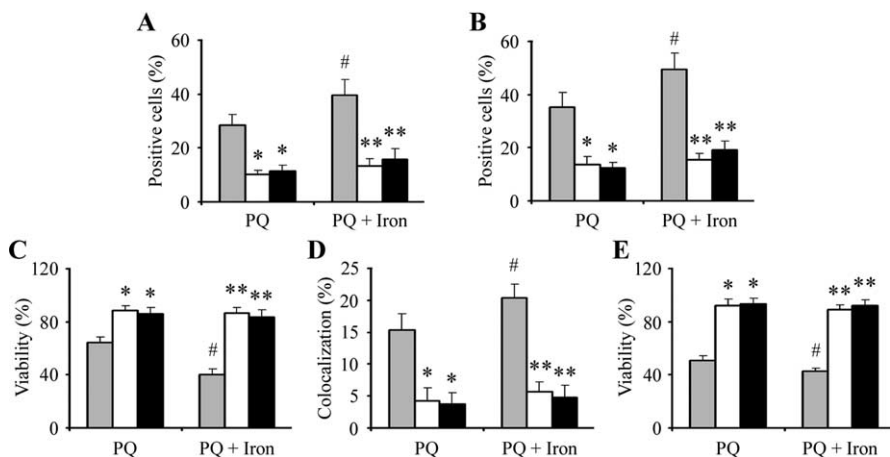 A
Positive cells (%)
60
40
20
0
#
* * ** **
PQ PQ + Iron
B
Positive cells (%)
60
40
20
0
#
* * ** **
PQ PQ + Iron
C
Viability (%)
120
80
40
0
* * ** **
#
PQ PQ + Iron
D
Colocalization (%)
25
20
15
10
5
0
#
* * ** **
PQ PQ + Iron
E
Viability (%)
120
80
40
0
* * ** **
#
PQ PQ + Iron